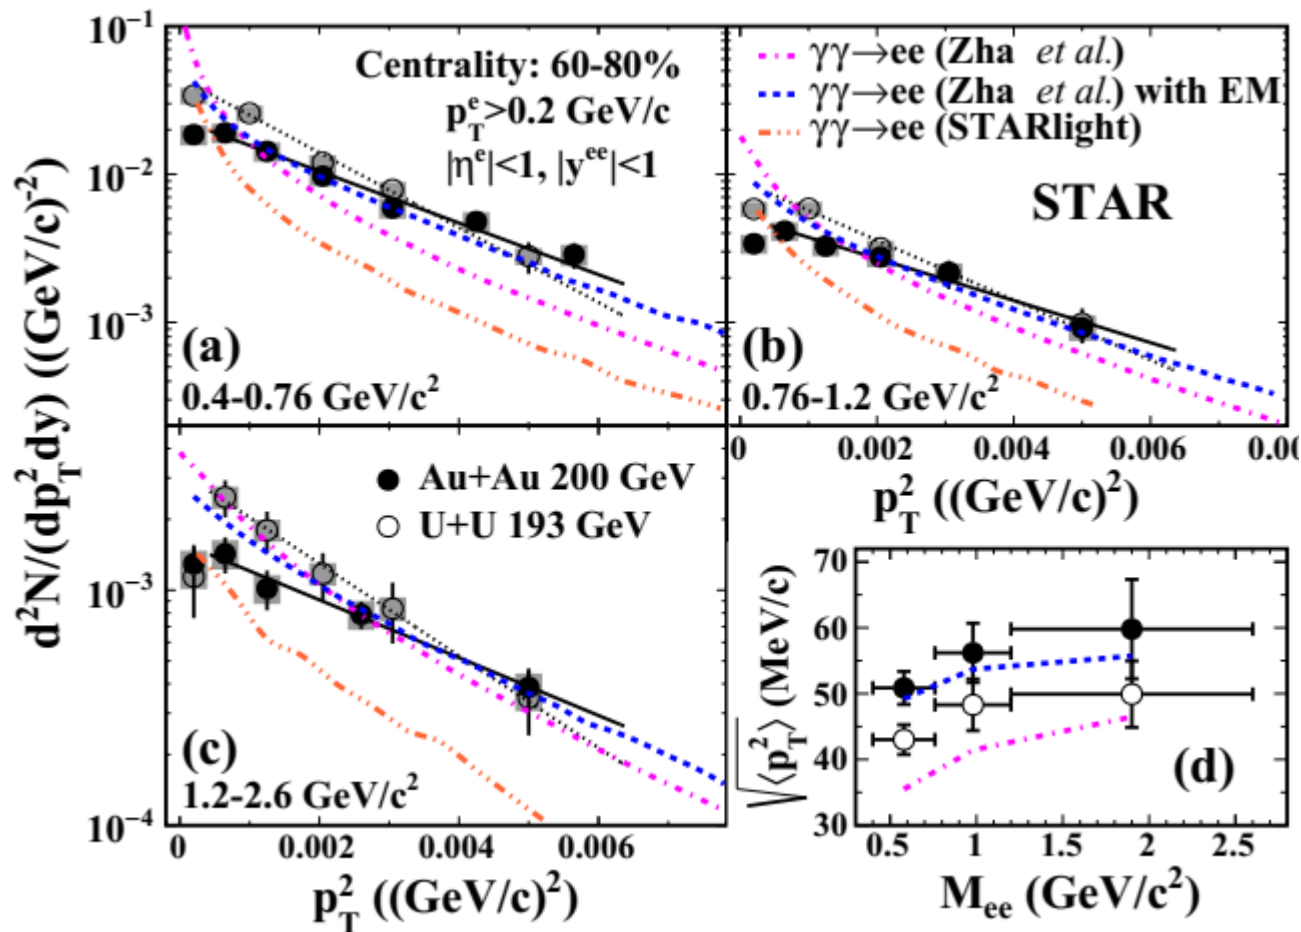 d²N/(dp_T²dy) ((GeV/c)⁻²)
10⁻¹
10⁻²
10⁻³
Centrality: 60-80%
p_T^e>0.2 GeV/c
|η^e|<1, |y^ee|<1
(a)
0.4-0.76 GeV/c²
γγ→ee (Zha et al.)
γγ→ee (Zha et al.) with EM
γγ→ee (STARlight)
STAR
(b)
0.76-1.2 GeV/c²
0 0.002 0.004 0.006 0.00
p_T² ((GeV/c)²)
Au+Au 200 GeV
U+U 193 GeV
10⁻³
10⁻⁴
(c)
1.2-2.6 GeV/c²
0 0.002 0.004 0.006
p_T² ((GeV/c)²)
√⟨p_T²⟩ (MeV/c)
70
60
50
40
30
(d)
0.5 1 1.5 2 2.5
M_ee (GeV/c²)